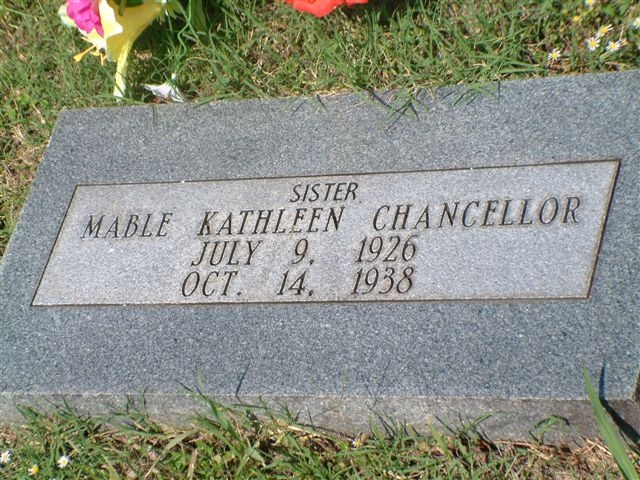 SISTER
MABLE KATHLEEN CHANCELLOR
JULY 9, 1926
OCT. 14, 1938